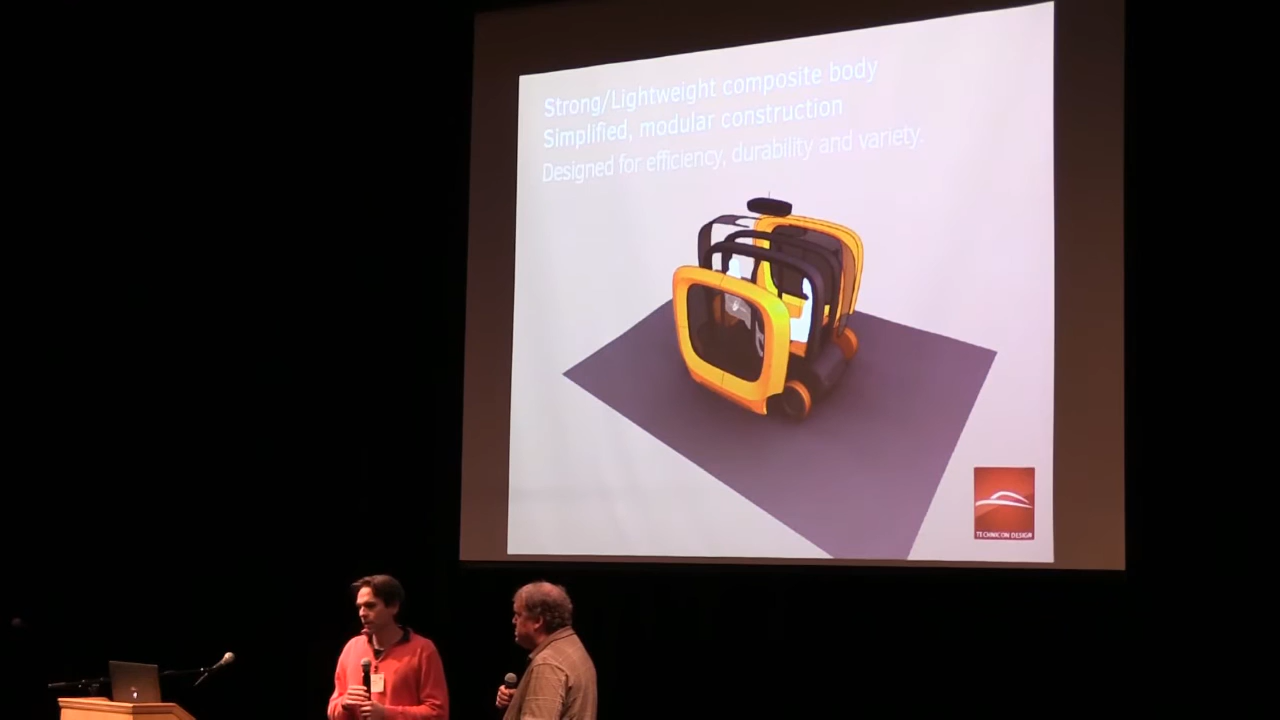 Strong/Lightweight composite body
Simplified, modular construction
Designed for efficiency, durability and variety.
TECHNICON DESIGN